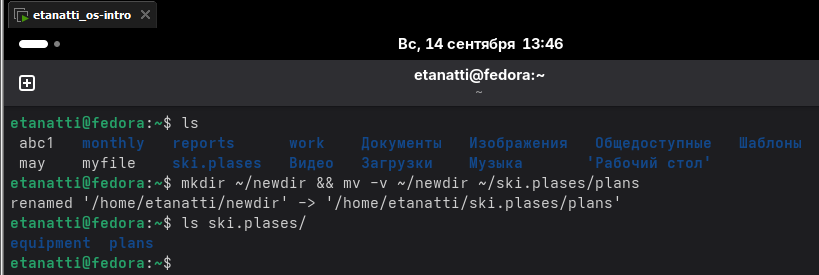 etanatti_os-intro
Вс, 14 сентября 13:46
etanatti@fedora:~
~
etanatti@fedora:~$ ls
abc1 monthly reports work Документы Изображения Общедоступные Шаблоны
may myfile ski.plases Видео Загрузки Музыка 'Рабочий стол'
etanatti@fedora:~$ mkdir ~/newdir && mv -v ~/newdir ~/ski.plases/plans
renamed '/home/etanatti/newdir' -> '/home/etanatti/ski.plases/plans'
etanatti@fedora:~$ ls ski.plases/
equipment plans
etanatti@fedora:~$